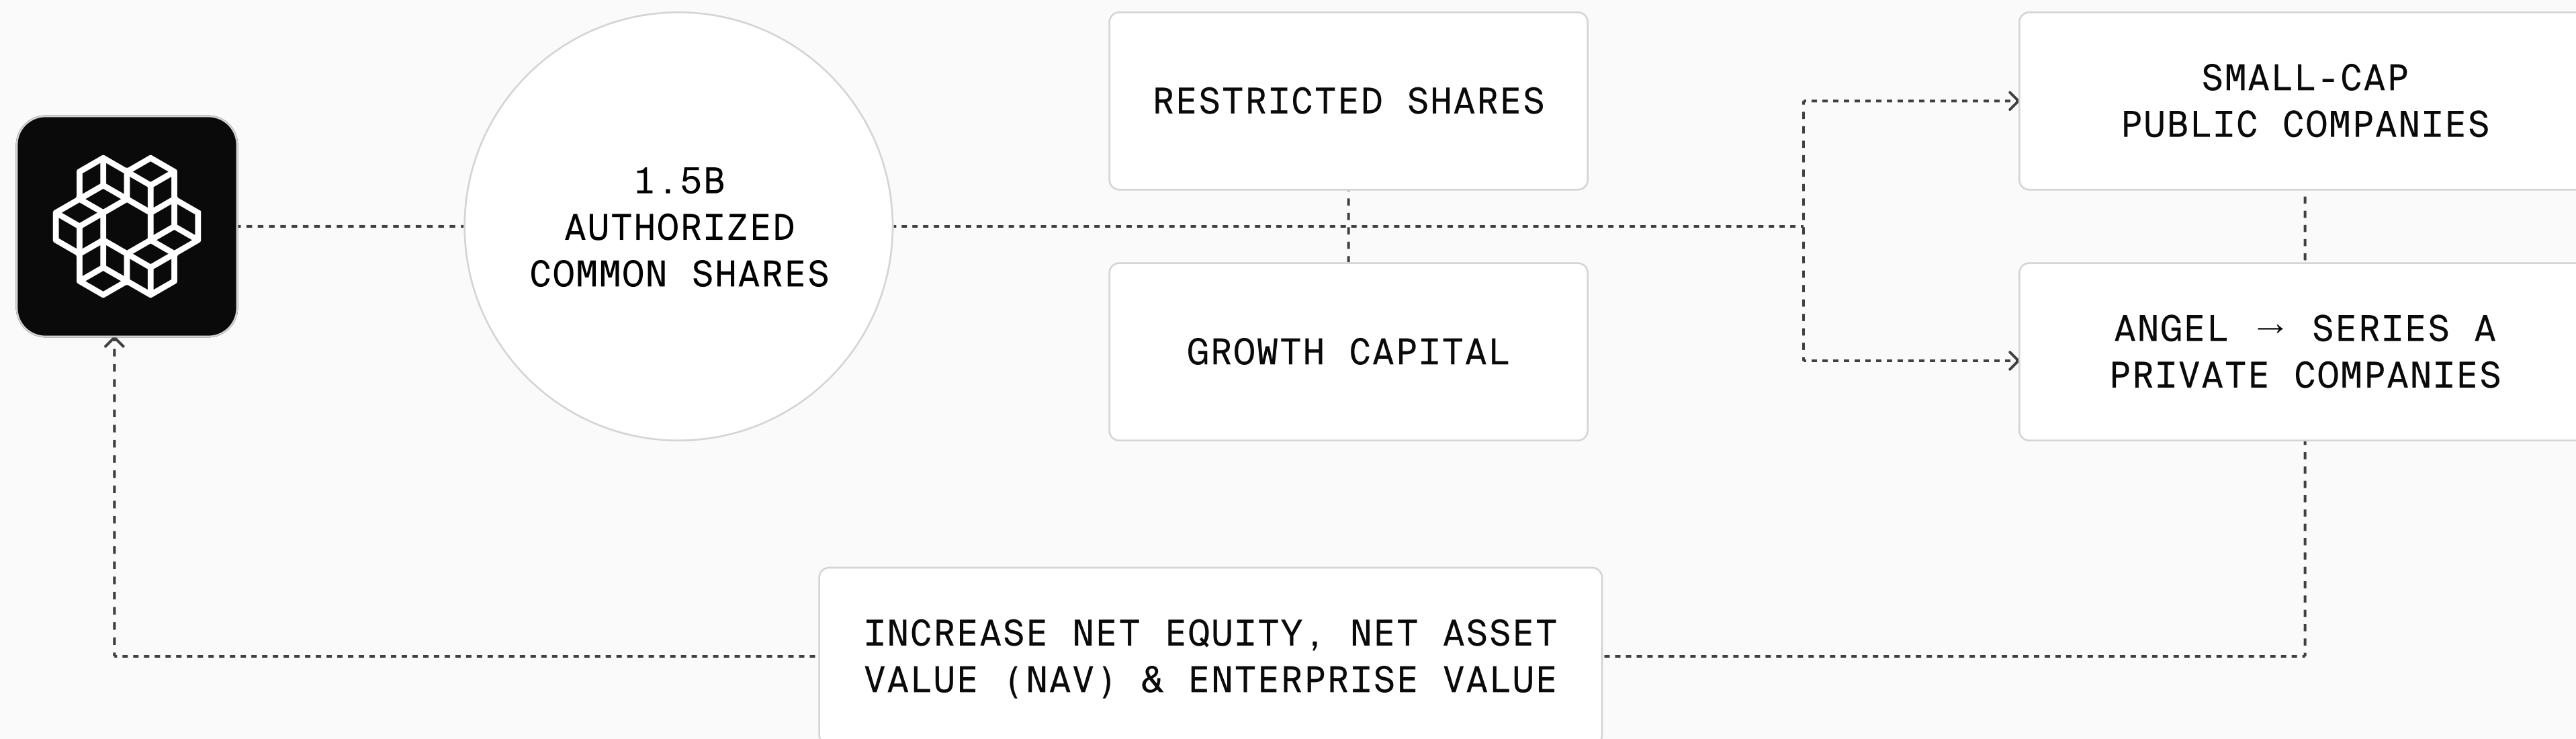 1.5B
AUTHORIZED
COMMON SHARES
RESTRICTED SHARES
GROWTH CAPITAL
SMALL-CAP
PUBLIC COMPANIES
ANGEL → SERIES A
PRIVATE COMPANIES
INCREASE NET EQUITY, NET ASSET
VALUE (NAV) & ENTERPRISE VALUE